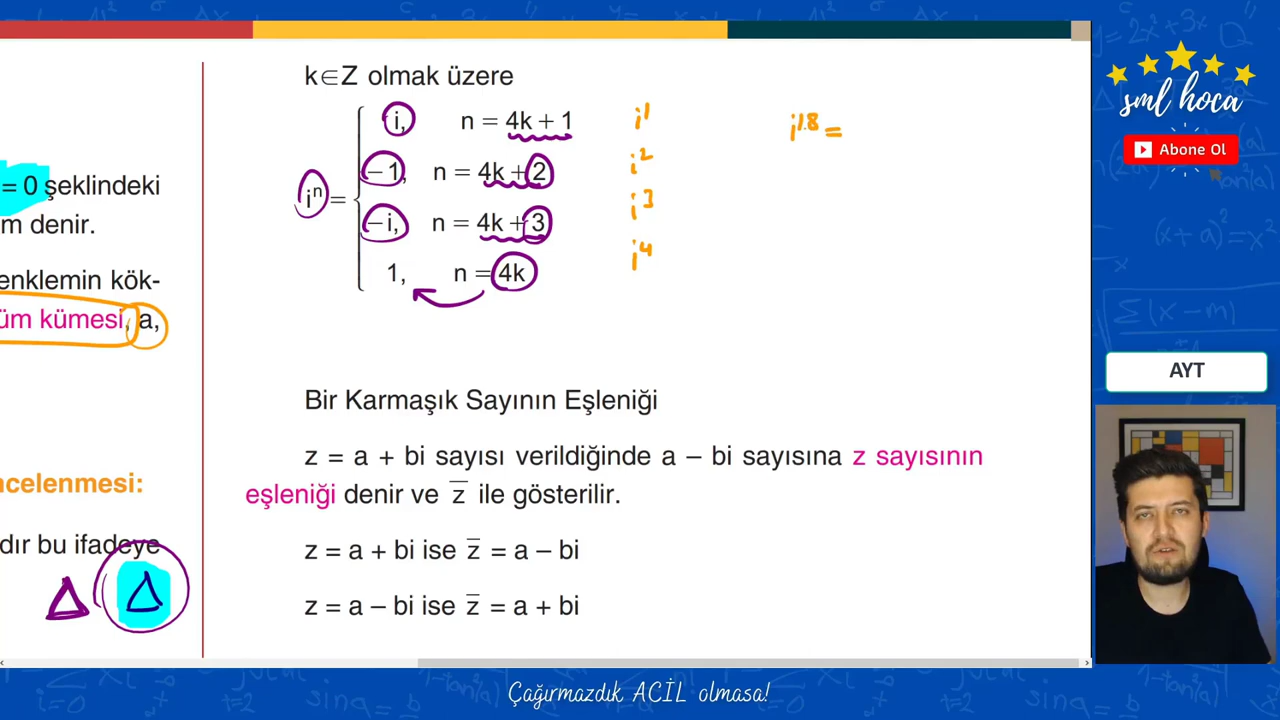 = 0 şeklindeki
m denir.
enklemin kök-
üm kümesi, a,
ncelenmesi:
dır bu ifadeye
Δ Δ
k∈Z olmak üzere
iⁿ =
i, n = 4k + 1
– 1, n = 4k + 2
– i, n = 4k + 3
1, n = 4k
i¹
i²
i³
i⁴
i¹⁸ =
Bir Karmaşık Sayının Eşleniği
z = a + bi sayısı verildiğinde a – bi sayısına z sayısının
eşleniği denir ve z̅ ile gösterilir.
z = a + bi ise z̅ = a – bi
z = a – bi ise z̅ = a + bi
sml hoca
Abone Ol
(x + a)² = x²
Σ (x – m)
AYT
Çağırmazdık ACİL olmasa!